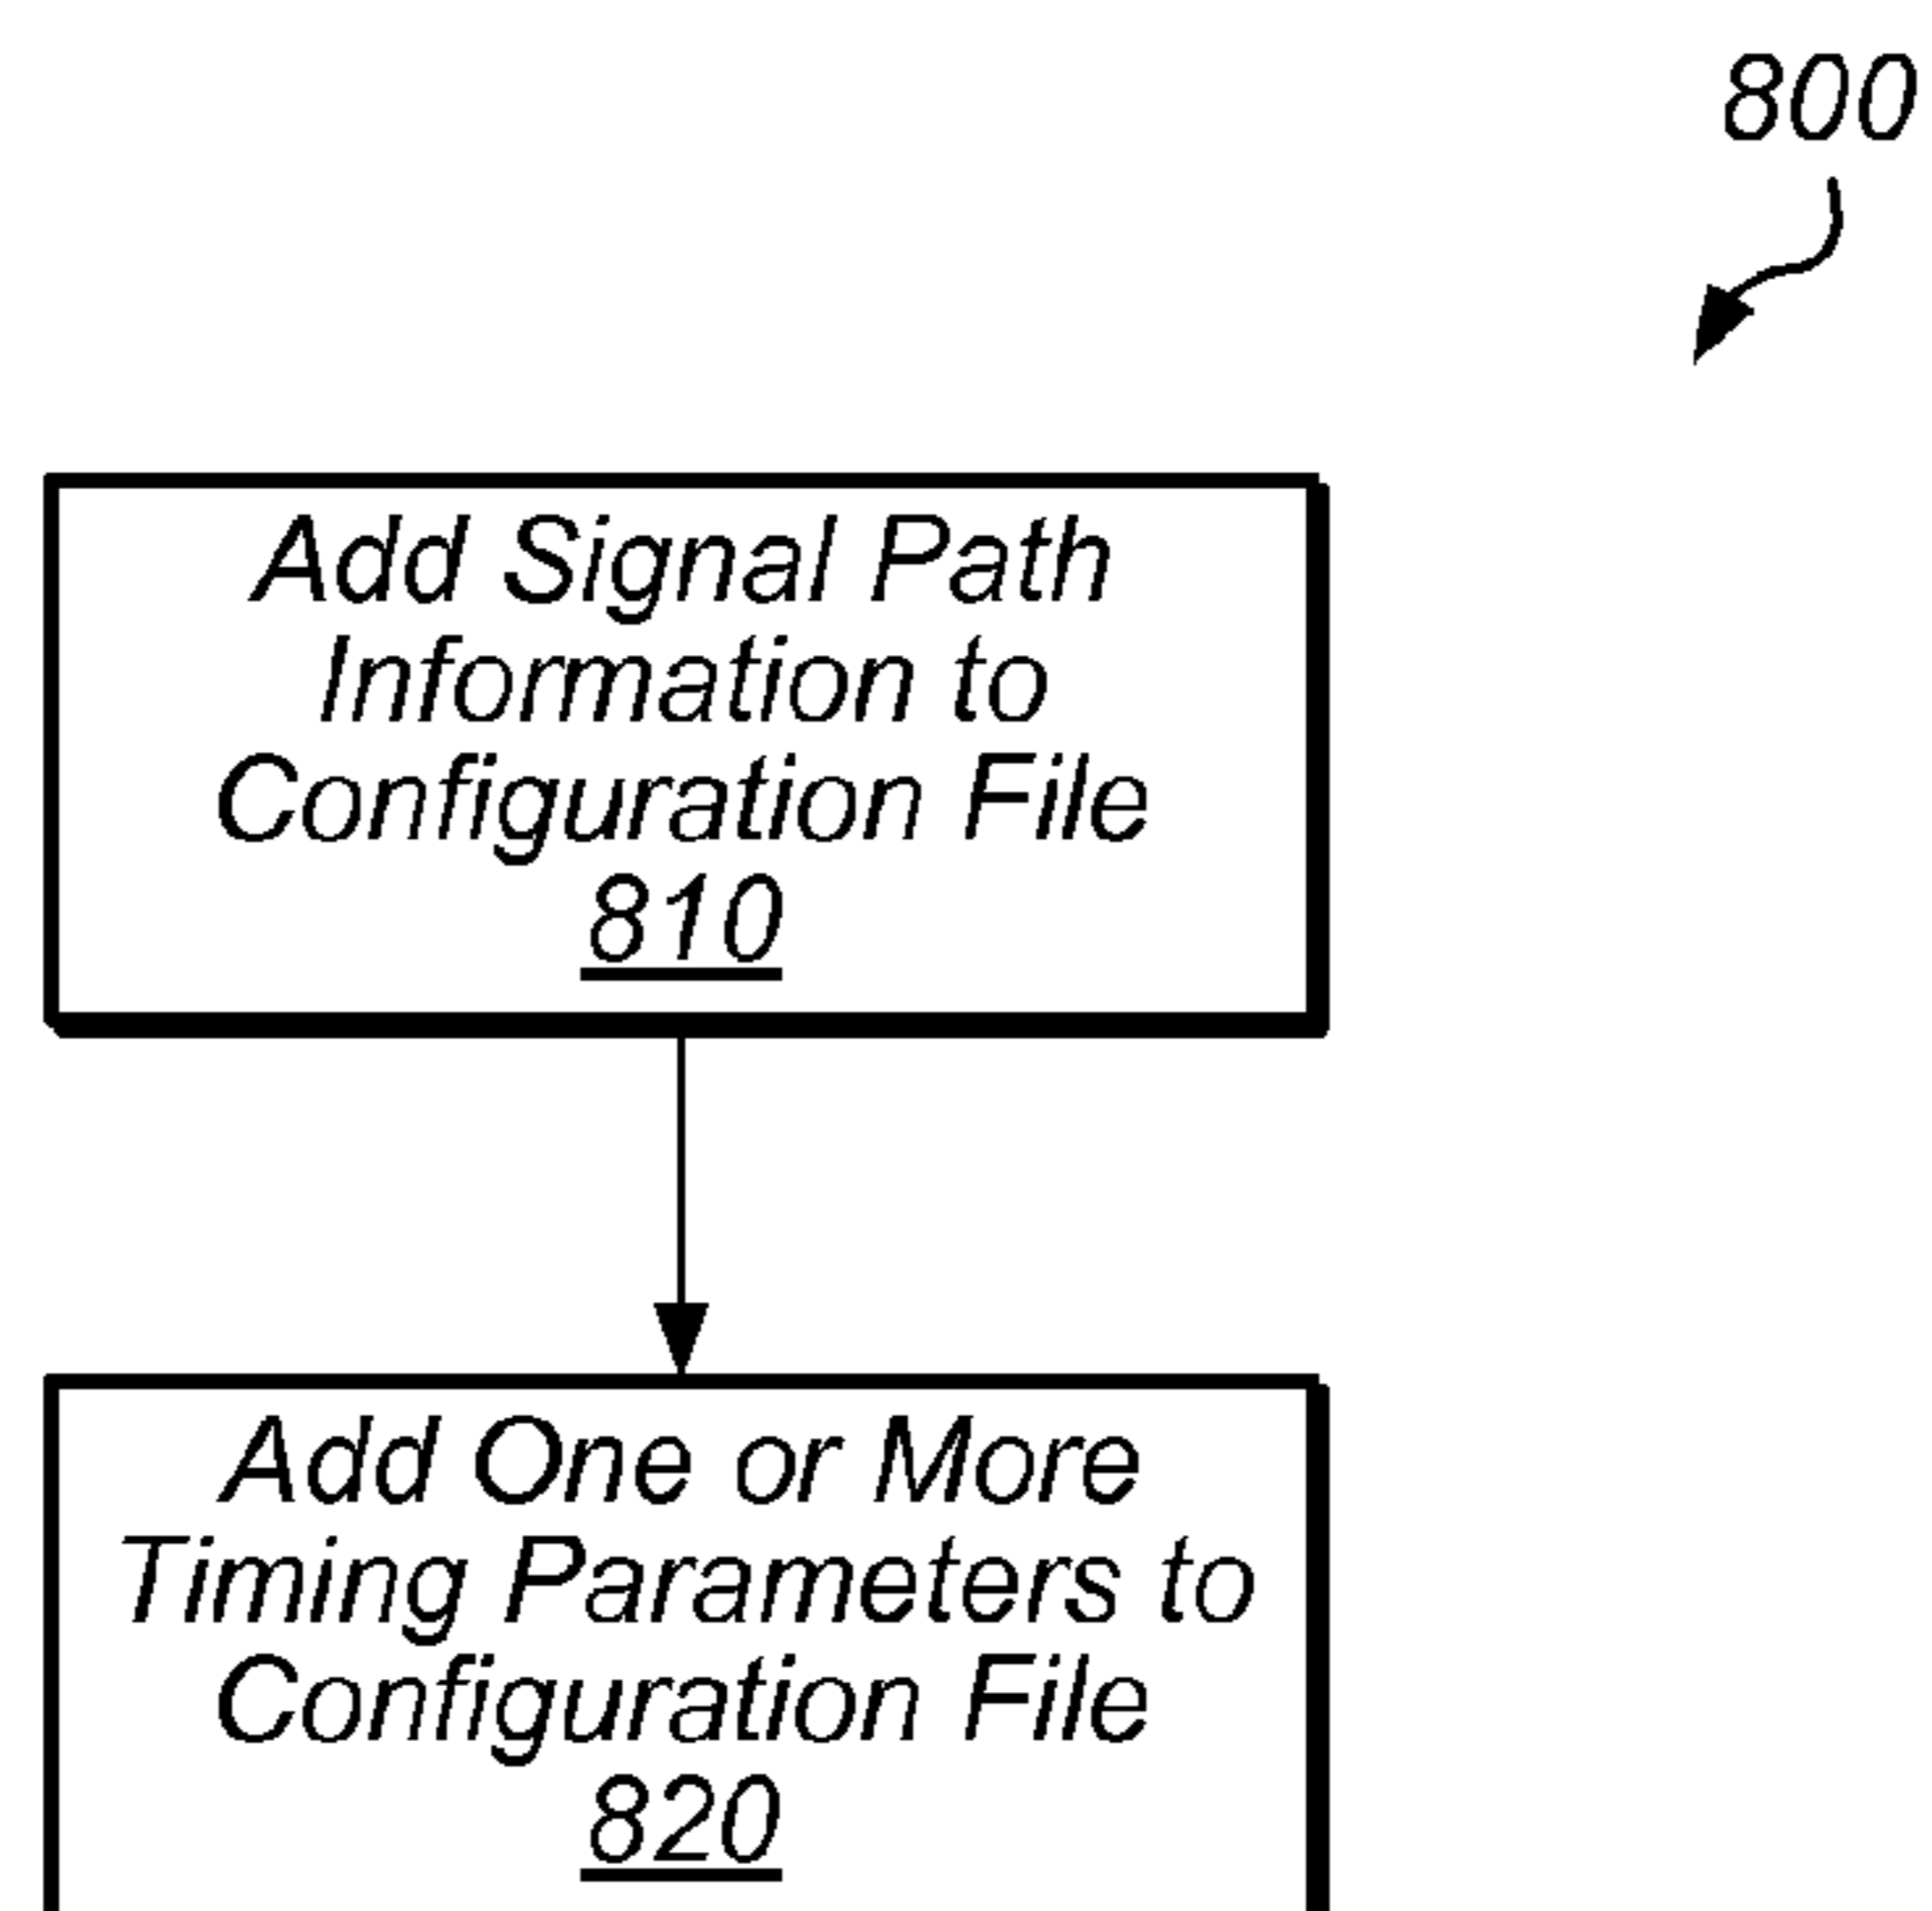 800
Add Signal Path
Information to
Configuration File
810
Add One or More
Timing Parameters to
Configuration File
820